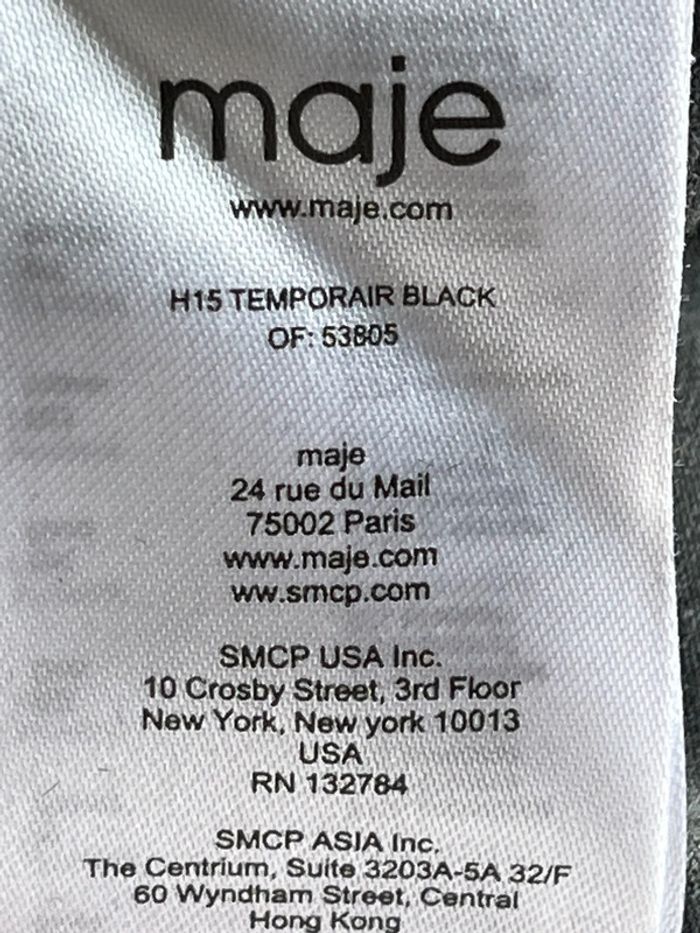 maje
www.maje.com
H15 TEMPORAIR BLACK
OF: 53805
maje
24 rue du Mail
75002 Paris
www.maje.com
ww.smcp.com
SMCP USA Inc.
10 Crosby Street, 3rd Floor
New York, New york 10013
USA
RN 132784
SMCP ASIA Inc.
The Centrium, Suite 3203A-5A 32/F
60 Wyndham Street, Central
Hong Kong